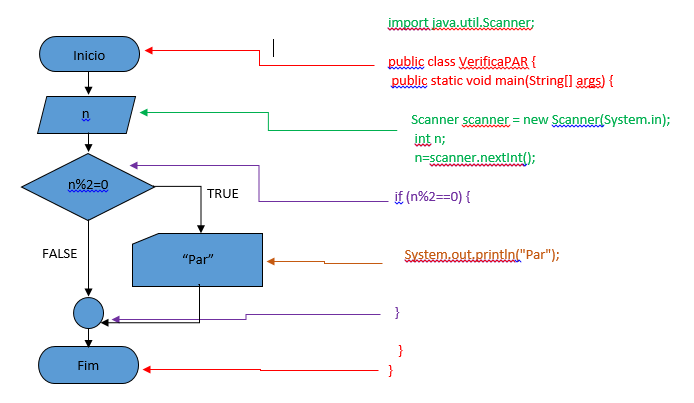 import java.util.Scanner;
Inicio
public class VerificaPAR {
public static void main(String[] args) {
n
Scanner scanner = new Scanner(System.in);
int n;
n=scanner.nextInt();
n%2=0
TRUE
if (n%2==0) {
FALSE
“Par”
System.out.println("Par");
}
}
Fim
}